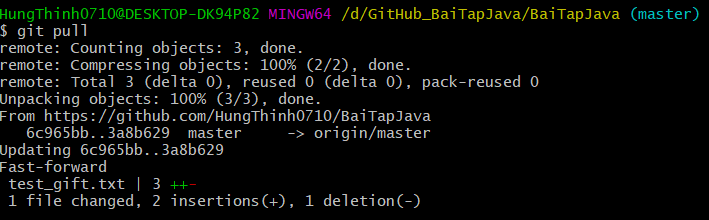 HungThinh0710@DESKTOP-DK94P82 MINGW64 /d/GitHub_BaiTapJava/BaiTapJava (master)
$ git pull
remote: Counting objects: 3, done.
remote: Compressing objects: 100% (2/2), done.
remote: Total 3 (delta 0), reused 0 (delta 0), pack-reused 0
Unpacking objects: 100% (3/3), done.
From https://github.com/HungThinh0710/BaiTapJava
   6c965bb..3a8b629  master     -> origin/master
Updating 6c965bb..3a8b629
Fast-forward
 test_gift.txt | 3 ++-
 1 file changed, 2 insertions(+), 1 deletion(-)